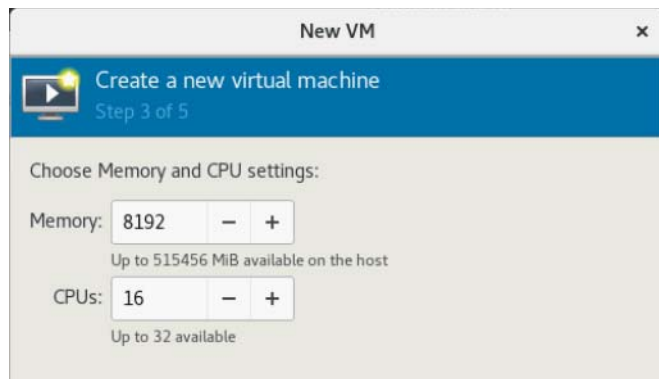 New VM ×
Create a new virtual machine
Step 3 of 5
Choose Memory and CPU settings:
Memory: 8192 − +
Up to 515456 MiB available on the host
CPUs: 16 − +
Up to 32 available